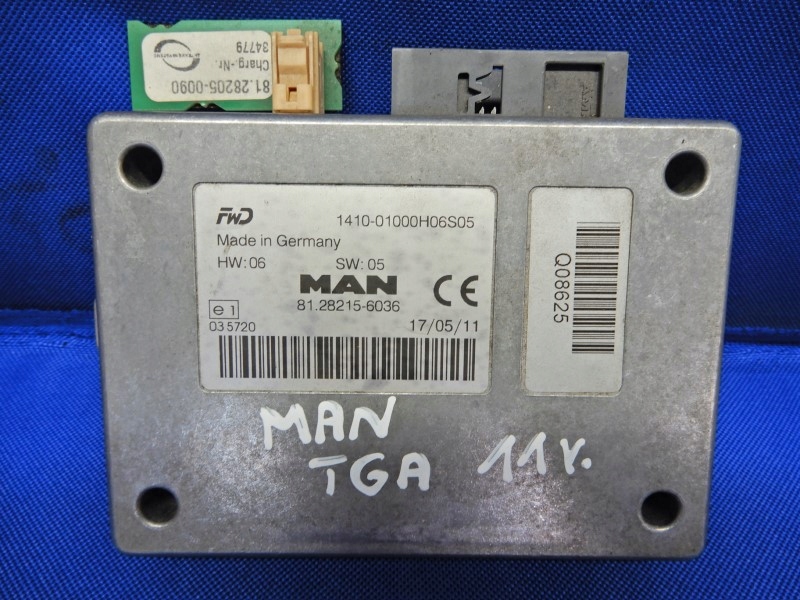 81.28205-0090
Charg.-Nr.
34779
FWD
1410-01000H06S05
Made in Germany
HW: 06
SW: 05
MAN
CE
81.28215-6036
e1
03 5720
17/05/11
Q08625
MAN
TGA 11r.